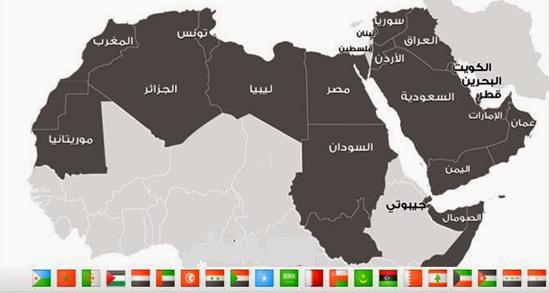 سوريا
لبنان
تونس
المغرب
العراق
فلسطين
الأردن
الكويت
البحرين
قطر
الجزائر
ليبيا
مصر
السعودية
الإمارات
عمان
موريتانيا
السودان
اليمن
جيبوتي
الصومال